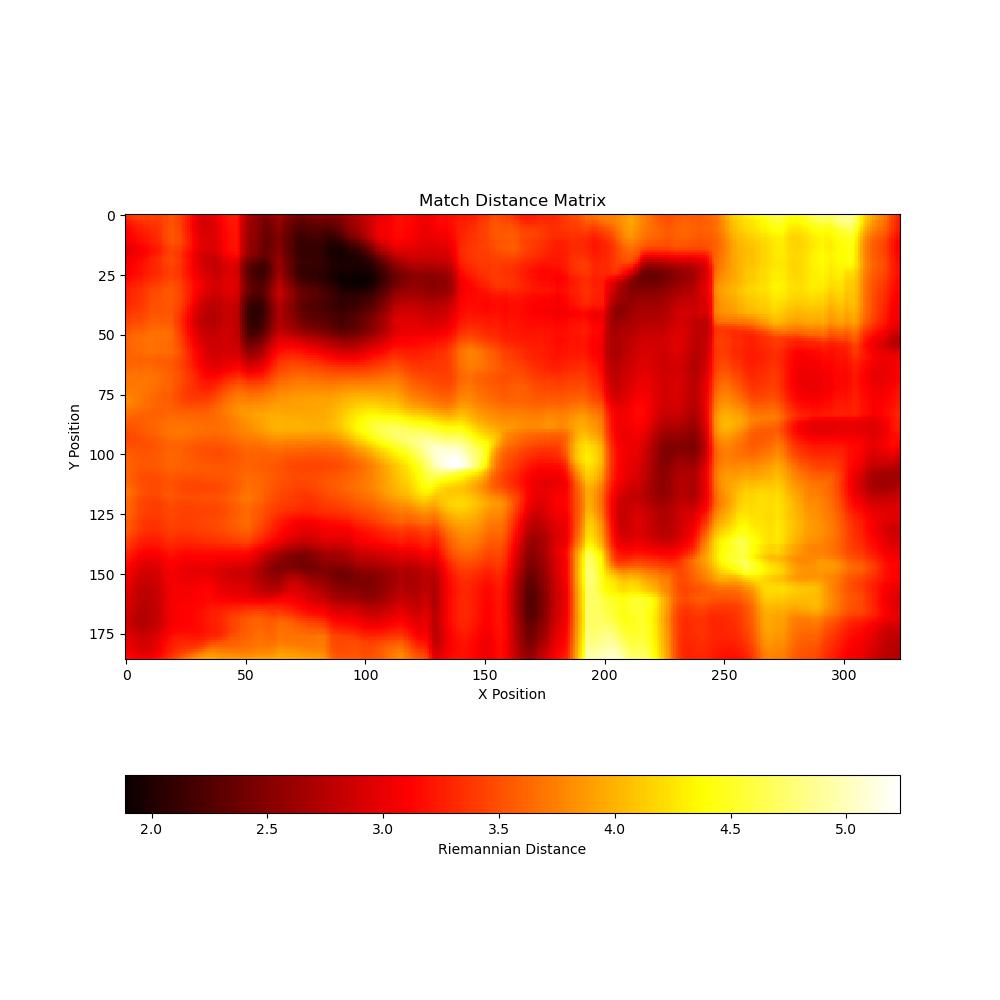 Match Distance Matrix
0
25
50
75
100
125
150
175
Y Position
0 50 100 150 200 250 300
X Position
2.0 2.5 3.0 3.5 4.0 4.5 5.0
Riemannian Distance